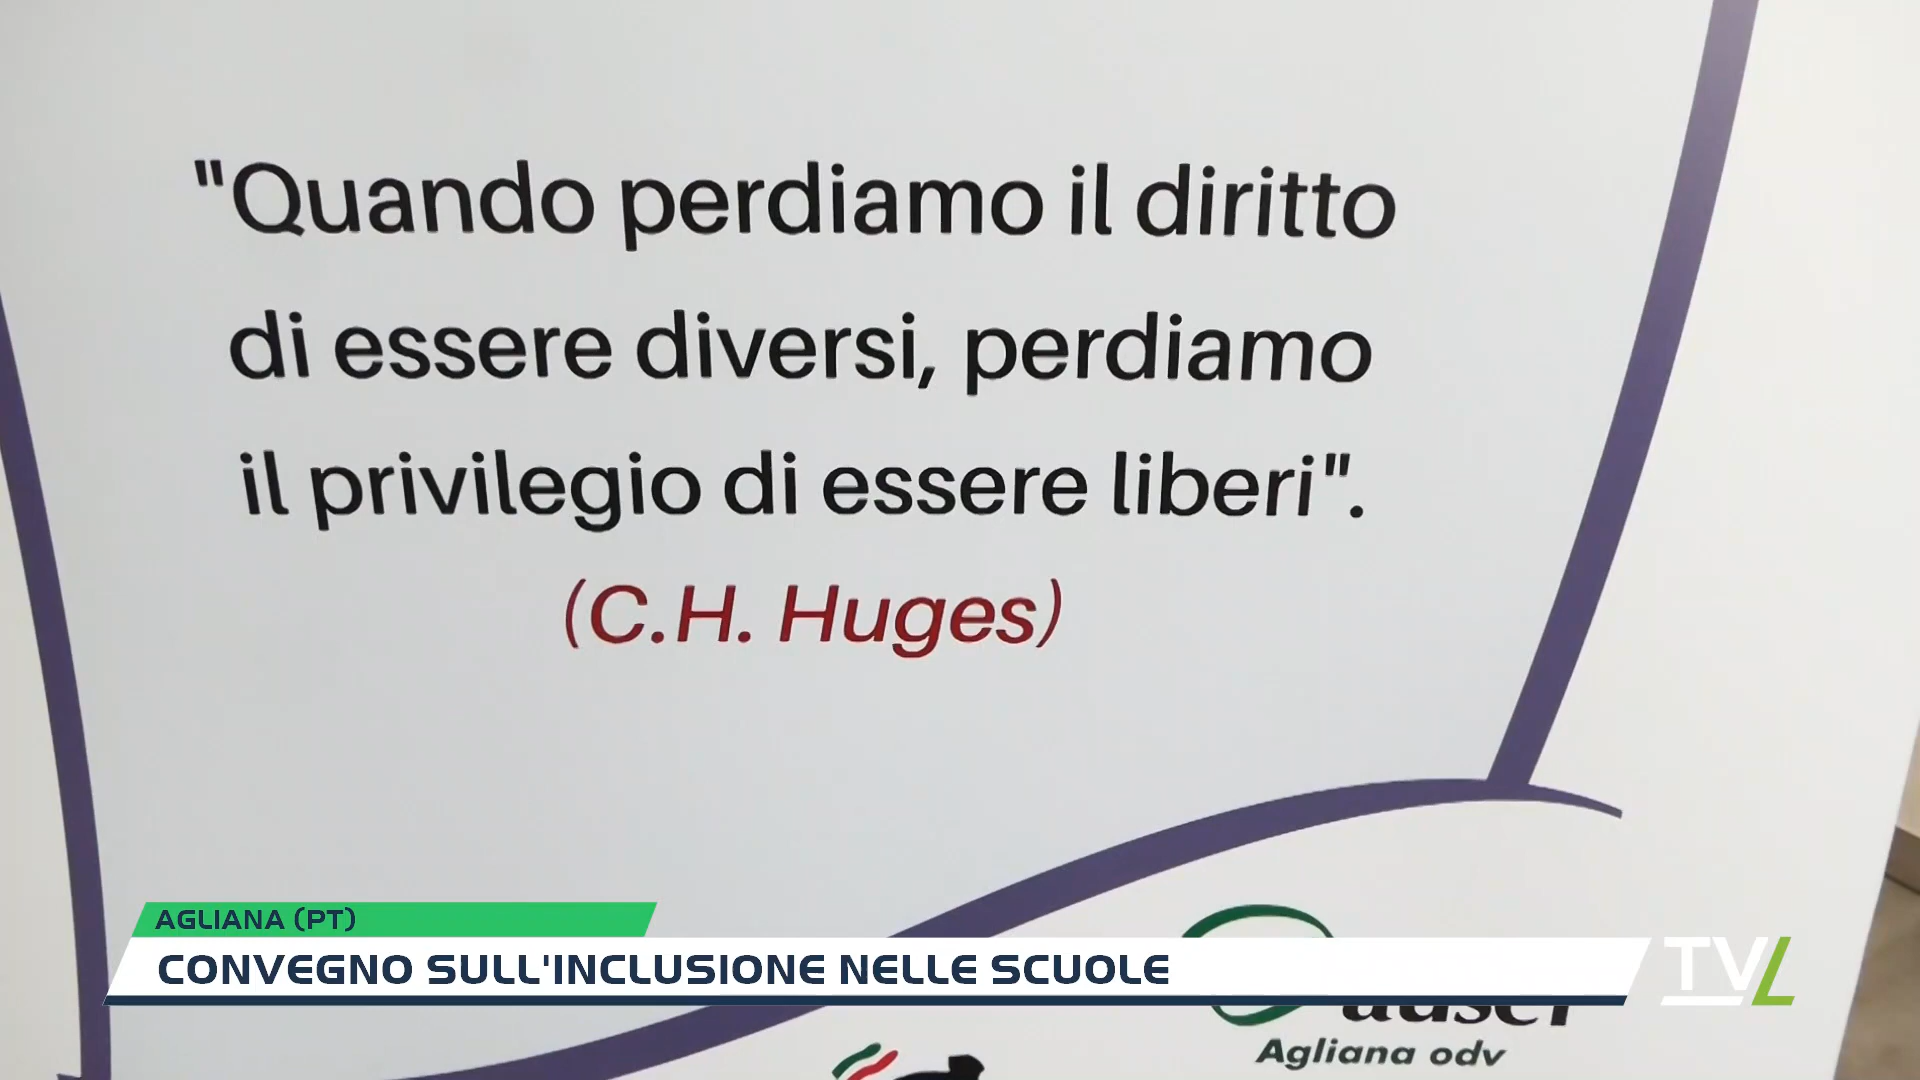 "Quando perdiamo il diritto
di essere diversi, perdiamo
il privilegio di essere liberi".
(C.H. Huges)
AGLIANA (PT)
CONVEGNO SULL'INCLUSIONE NELLE SCUOLE
TVL
auser
Agliana odv